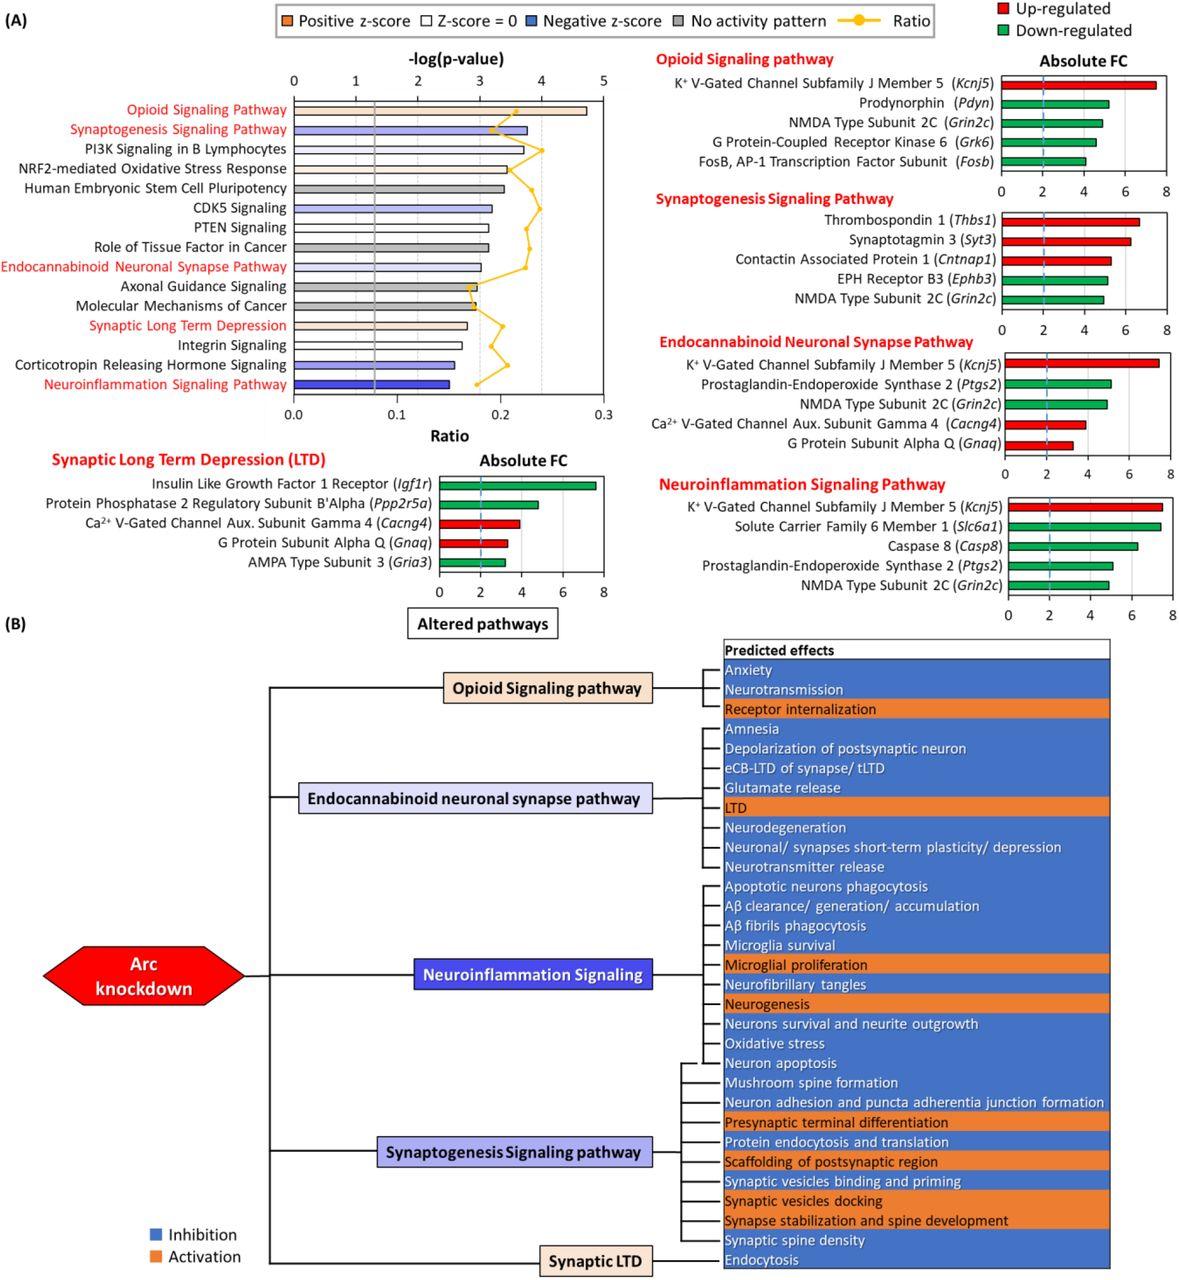 (A)
Positive z-score
Z-score = 0
Negative z-score
No activity pattern
Ratio
Up-regulated
Down-regulated
-log(p-value)
0 1 2 3 4 5
Opioid Signaling Pathway
Synaptogenesis Signaling Pathway
PI3K Signaling in B Lymphocytes
NRF2-mediated Oxidative Stress Response
Human Embryonic Stem Cell Pluripotency
CDK5 Signaling
PTEN Signaling
Role of Tissue Factor in Cancer
Endocannabinoid Neuronal Synapse Pathway
Axonal Guidance Signaling
Molecular Mechanisms of Cancer
Synaptic Long Term Depression
Integrin Signaling
Corticotropin Releasing Hormone Signaling
Neuroinflammation Signaling Pathway
0.0 0.1 0.2 0.3
Ratio
Opioid Signaling pathway
Absolute FC
K⁺ V-Gated Channel Subfamily J Member 5 (Kcnj5)
Prodynorphin (Pdyn)
NMDA Type Subunit 2C (Grin2c)
G Protein-Coupled Receptor Kinase 6 (Grk6)
FosB, AP-1 Transcription Factor Subunit (Fosb)
0 2 4 6 8
Synaptogenesis Signaling Pathway
Thrombospondin 1 (Thbs1)
Synaptotagmin 3 (Syt3)
Contactin Associated Protein 1 (Cntnap1)
EPH Receptor B3 (Ephb3)
NMDA Type Subunit 2C (Grin2c)
0 2 4 6 8
Endocannabinoid Neuronal Synapse Pathway
K⁺ V-Gated Channel Subfamily J Member 5 (Kcnj5)
Prostaglandin-Endoperoxide Synthase 2 (Ptgs2)
NMDA Type Subunit 2C (Grin2c)
Ca²⁺ V-Gated Channel Aux. Subunit Gamma 4 (Cacng4)
G Protein Subunit Alpha Q (Gnaq)
0 2 4 6 8
Synaptic Long Term Depression (LTD)
Absolute FC
Insulin Like Growth Factor 1 Receptor (Igf1r)
Protein Phosphatase 2 Regulatory Subunit B'Alpha (Ppp2r5a)
Ca²⁺ V-Gated Channel Aux. Subunit Gamma 4 (Cacng4)
G Protein Subunit Alpha Q (Gnaq)
AMPA Type Subunit 3 (Gria3)
0 2 4 6 8
Neuroinflammation Signaling Pathway
K⁺ V-Gated Channel Subfamily J Member 5 (Kcnj5)
Solute Carrier Family 6 Member 1 (Slc6a1)
Caspase 8 (Casp8)
Prostaglandin-Endoperoxide Synthase 2 (Ptgs2)
NMDA Type Subunit 2C (Grin2c)
0 2 4 6 8
(B)
Altered pathways
Predicted effects
Opioid Signaling pathway
Anxiety
Neurotransmission
Receptor internalization
Endocannabinoid neuronal synapse pathway
Amnesia
Depolarization of postsynaptic neuron
eCB-LTD of synapse/ tLTD
Glutamate release
LTD
Neurodegeneration
Neuronal/ synapses short-term plasticity/ depression
Neurotransmitter release
Arc
knockdown
Neuroinflammation Signaling
Apoptotic neurons phagocytosis
Aβ clearance/ generation/ accumulation
Aβ fibrils phagocytosis
Microglia survival
Microglial proliferation
Neurofibrillary tangles
Neurogenesis
Neurons survival and neurite outgrowth
Oxidative stress
Neuron apoptosis
Synaptogenesis Signaling pathway
Mushroom spine formation
Neuron adhesion and puncta adherentia junction formation
Presynaptic terminal differentiation
Protein endocytosis and translation
Scaffolding of postsynaptic region
Synaptic vesicles binding and priming
Synaptic vesicles docking
Synapse stabilization and spine development
Synaptic spine density
Synaptic LTD
Endocytosis
Inhibition
Activation